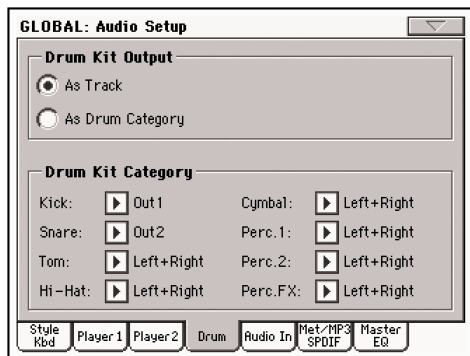 GLOBAL: Audio Setup
Drum Kit Output
As Track
As Drum Category
Drum Kit Category
Kick: Out1 Cymbal: Left+Right
Snare: Out2 Perc.1: Left+Right
Tom: Left+Right Perc.2: Left+Right
Hi-Hat: Left+Right Perc.FX: Left+Right
Style Kbd Player1 Player2 Drum Audio In Met/MP3 SPDIF Master EQ